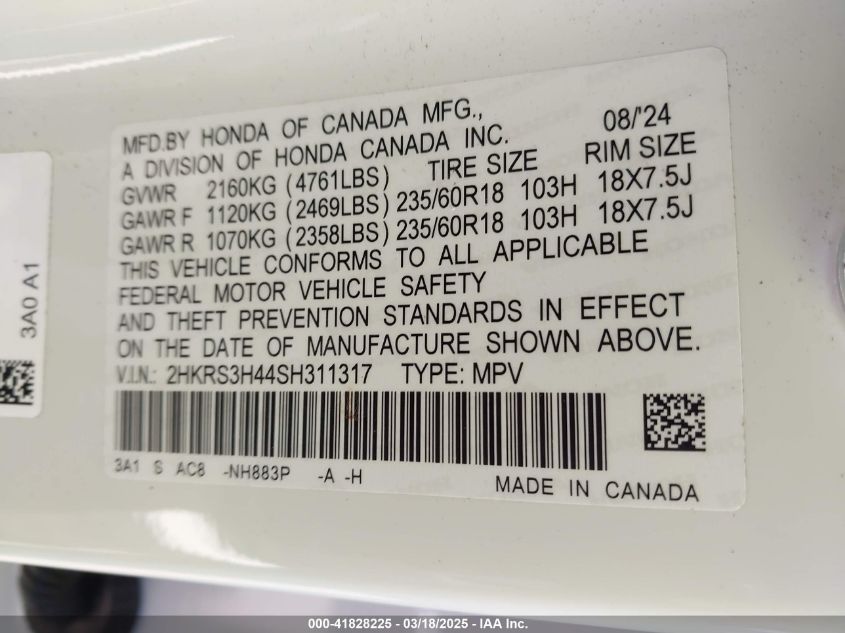 MFD.BY HONDA OF CANADA MFG., 08/'24
A DIVISION OF HONDA CANADA INC. TIRE SIZE RIM SIZE
GVWR 2160KG (4761LBS)
GAWR F 1120KG (2469LBS) 235/60R18 103H 18X7.5J
GAWR R 1070KG (2358LBS) 235/60R18 103H 18X7.5J
THIS VEHICLE CONFORMS TO ALL APPLICABLE
FEDERAL MOTOR VEHICLE SAFETY
AND THEFT PREVENTION STANDARDS IN EFFECT
ON THE DATE OF MANUFACTURE SHOWN ABOVE.
V.I.N.: 2HKRS3H44SH311317 TYPE: MPV
3A1 S AC8 -NH883P -A -H
MADE IN CANADA
3A0 A1
000-41828225 - 03/18/2025 - IAA Inc.